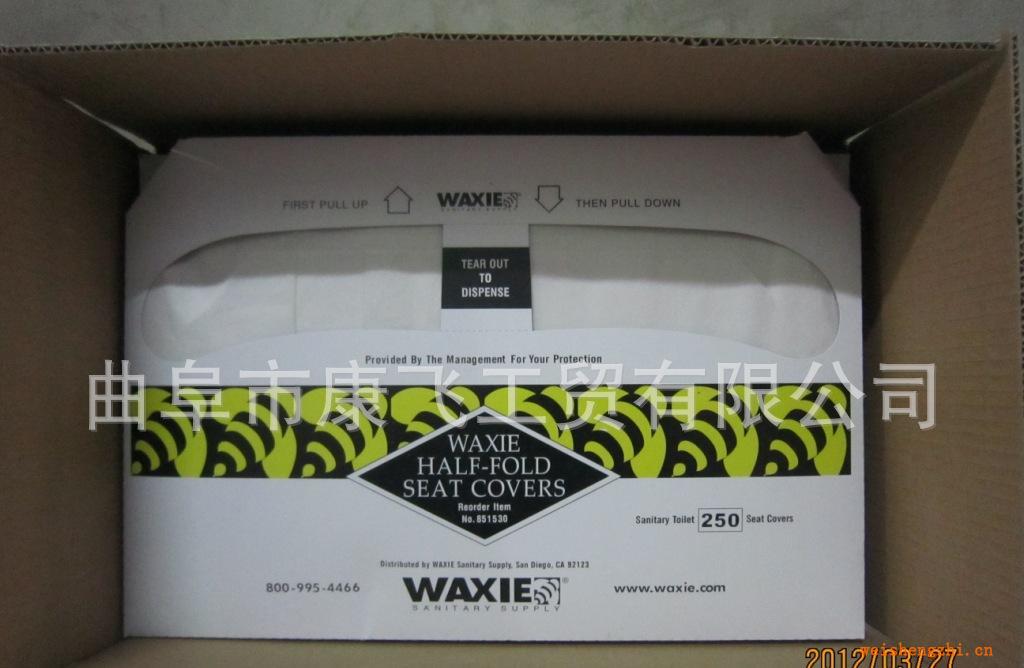 FIRST PULL UP
WAXIE
SANITARY SUPPLY
THEN PULL DOWN
TEAR OUT
TO
DISPENSE
Provided By The Management For Your Protection
曲阜市康飞工贸有限公司
WAXIE
HALF-FOLD
SEAT COVERS
Reorder Item
No. 851530
Sanitary Toilet 250 Seat Covers
Distributed by WAXIE Sanitary Supply, San Diego, CA 92123
800-995-4466
WAXIE®
SANITARY SUPPLY
www.waxie.com
2012/03/27
weishengzhi.cn